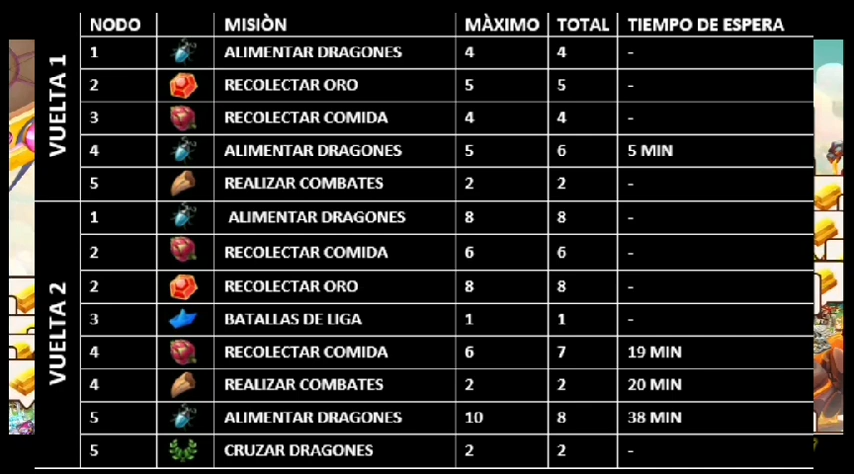 NODO MISIÒN MÀXIMO TOTAL TIEMPO DE ESPERA
VUELTA 1
1 ALIMENTAR DRAGONES 4 4 -
2 RECOLECTAR ORO 5 5 -
3 RECOLECTAR COMIDA 4 4 -
4 ALIMENTAR DRAGONES 5 6 5 MIN
5 REALIZAR COMBATES 2 2 -
VUELTA 2
1 ALIMENTAR DRAGONES 8 8 -
2 RECOLECTAR COMIDA 6 6 -
2 RECOLECTAR ORO 8 8 -
3 BATALLAS DE LIGA 1 1 -
4 RECOLECTAR COMIDA 6 7 19 MIN
4 REALIZAR COMBATES 2 2 20 MIN
5 ALIMENTAR DRAGONES 10 8 38 MIN
5 CRUZAR DRAGONES 2 2 -